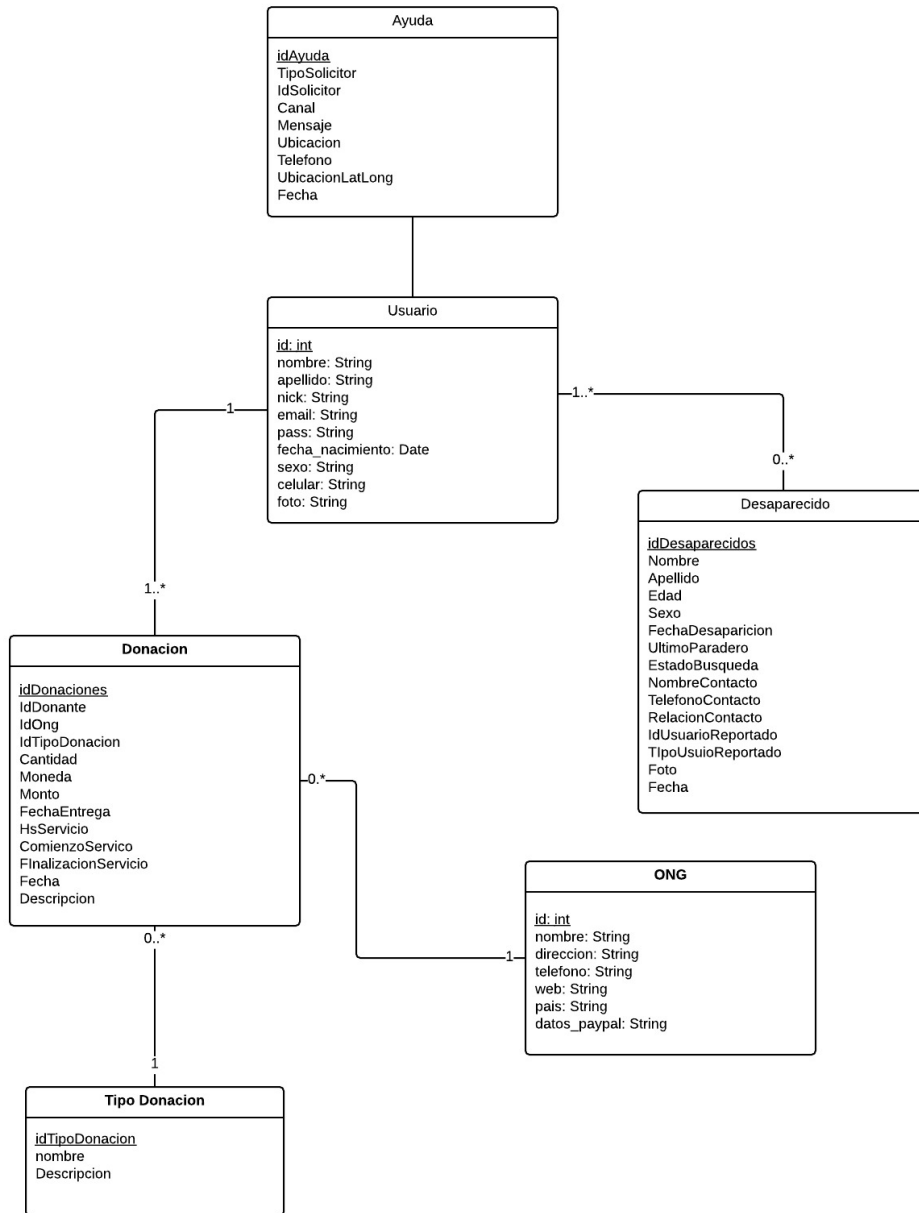 Ayuda
idAyuda
TipoSolicitor
IdSolicitor
Canal
Mensaje
Ubicacion
Telefono
UbicacionLatLong
Fecha
Usuario
id: int
nombre: String
apellido: String
nick: String
email: String
pass: String
fecha_nacimiento: Date
sexo: String
celular: String
foto: String
1
1..*
1..*
0..*
Desaparecido
idDesaparecidos
Nombre
Apellido
Edad
Sexo
FechaDesaparicion
UltimoParadero
EstadoBusqueda
NombreContacto
TelefonoContacto
RelacionContacto
IdUsuarioReportado
TIpoUsuioReportado
Foto
Fecha
Donacion
idDonaciones
IdDonante
IdOng
IdTipoDonacion
Cantidad
Moneda
Monto
FechaEntrega
HsServicio
ComienzoServico
FInalizacionServicio
Fecha
Descripcion
0.*
1
ONG
id: int
nombre: String
direccion: String
telefono: String
web: String
pais: String
datos_paypal: String
0..*
1
Tipo Donacion
idTipoDonacion
nombre
Descripcion